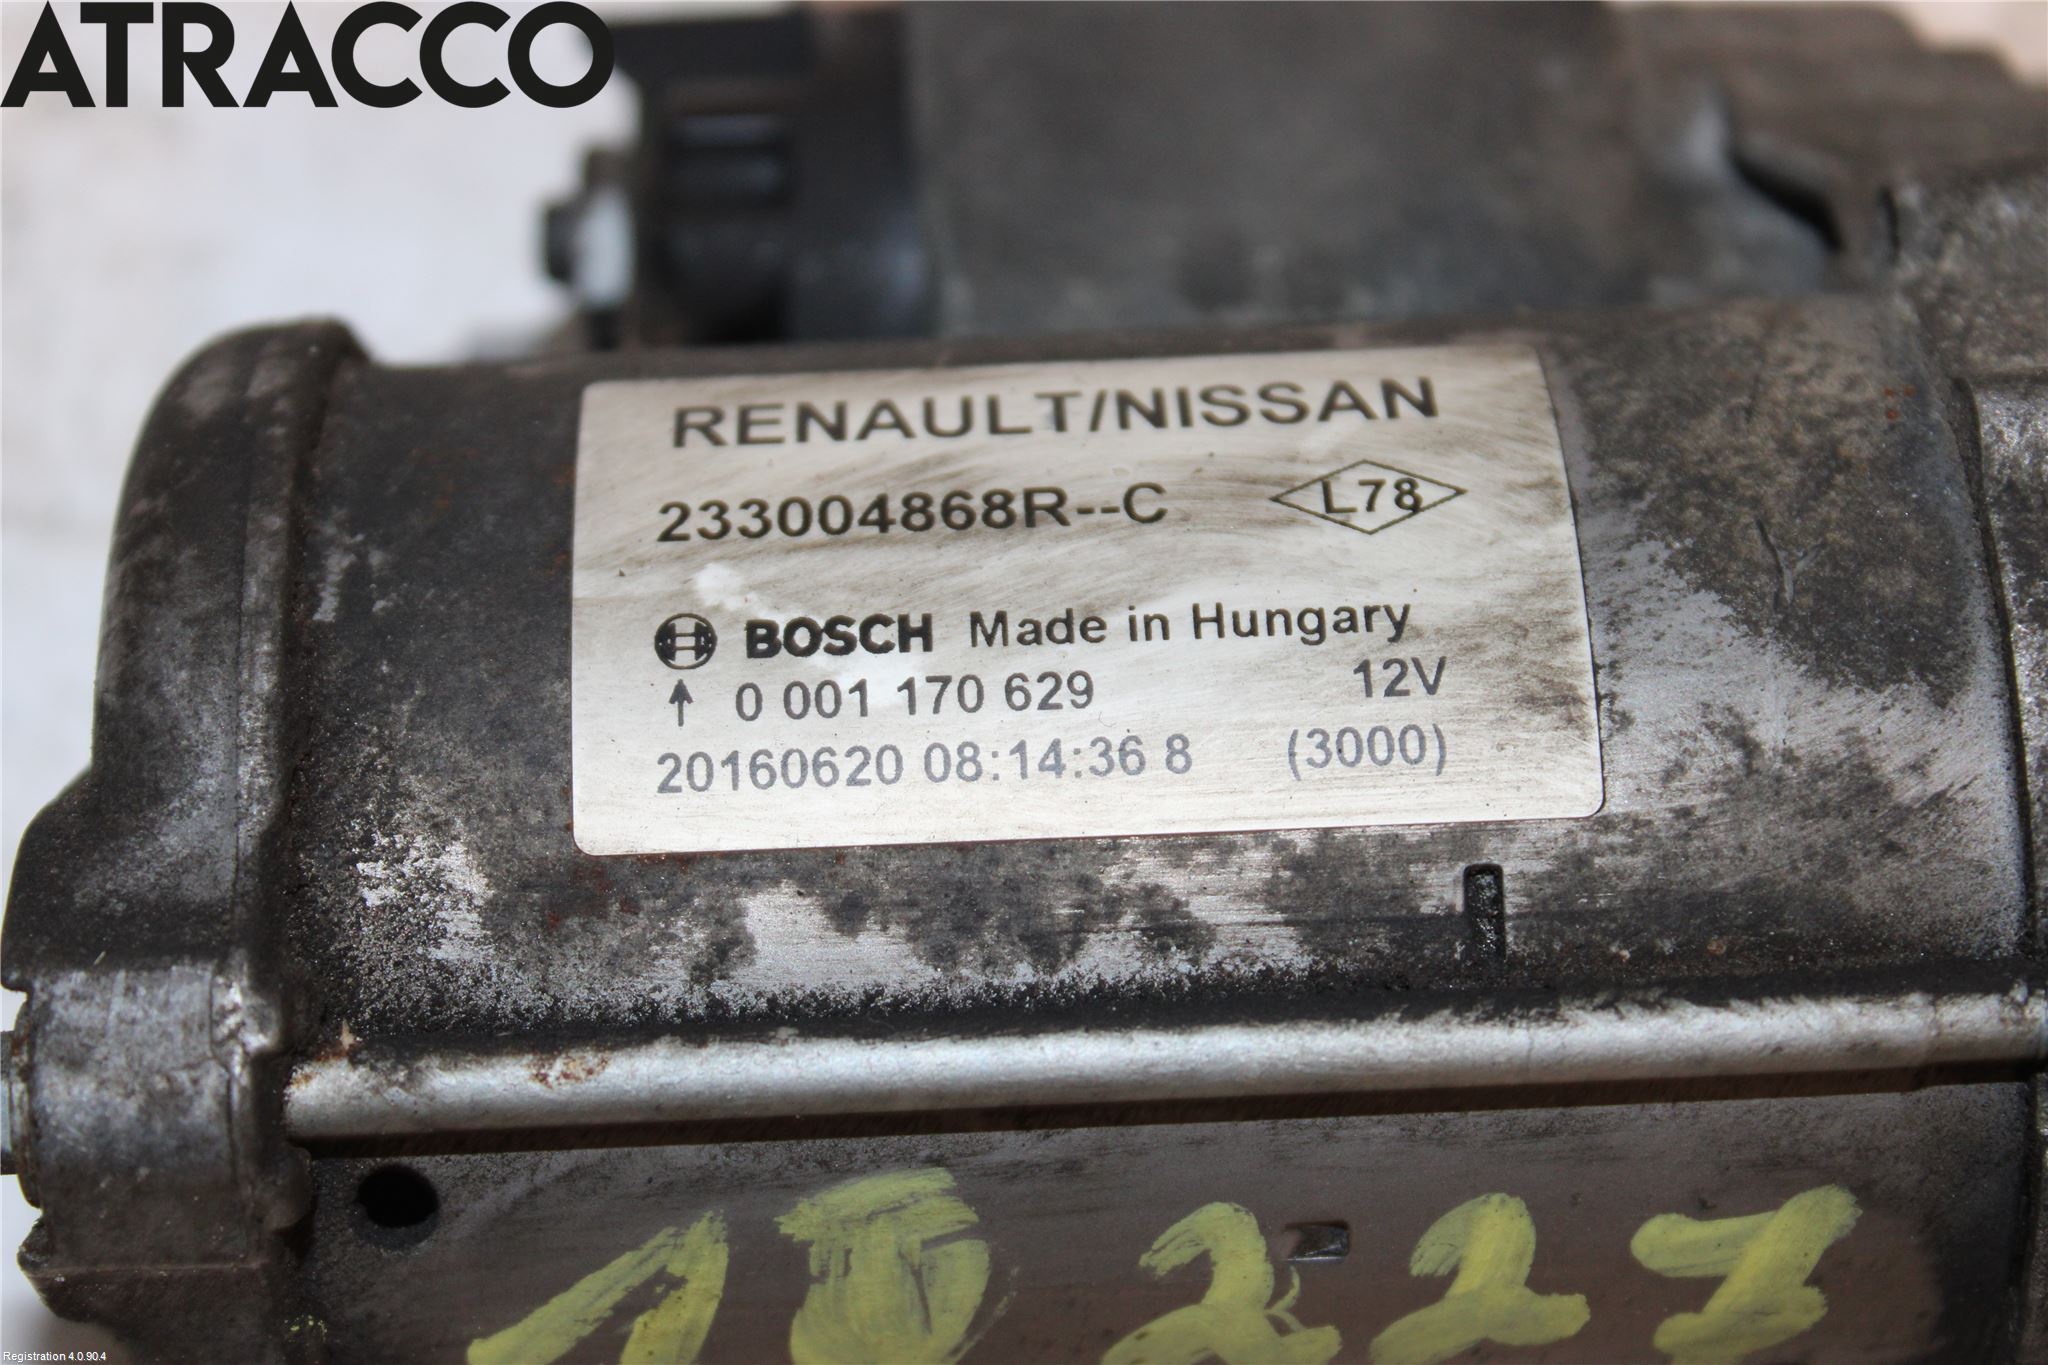 ATRACCO
RENAULT/NISSAN
233004868R--C L78
BOSCH Made in Hungary
↑ 0 001 170 629 12V
20160620 08:14:36 8 (3000)
Registration 4.0.90.4